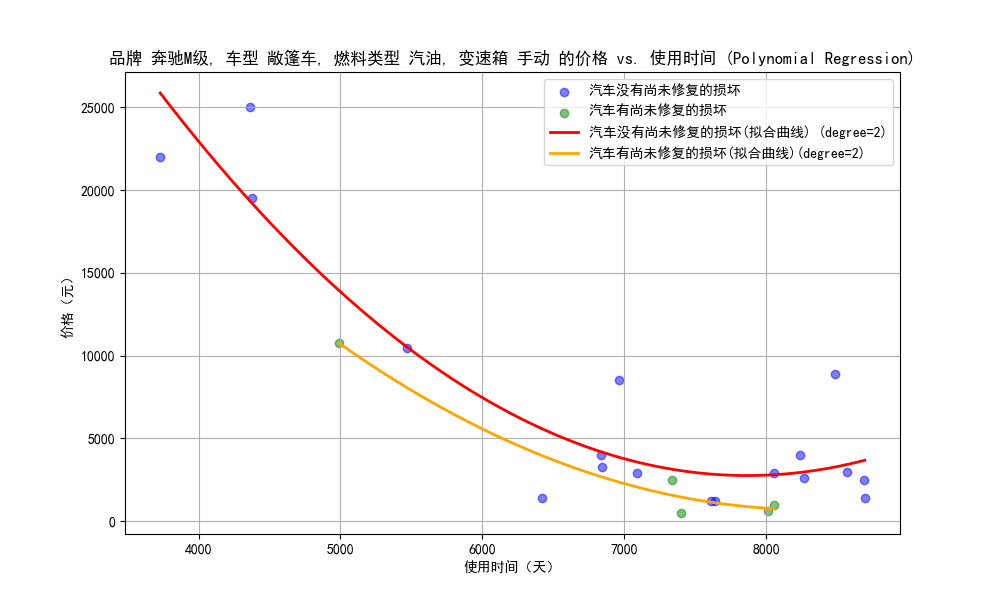 品牌 奔驰M级, 车型 敞篷车, 燃料类型 汽油, 变速箱 手动 的价格 vs. 使用时间 (Polynomial Regression)
汽车没有尚未修复的损坏
汽车有尚未修复的损坏
汽车没有尚未修复的损坏(拟合曲线) (degree=2)
汽车有尚未修复的损坏(拟合曲线)(degree=2)
25000
20000
15000
10000
5000
0
价格（元）
4000 5000 6000 7000 8000
使用时间（天）